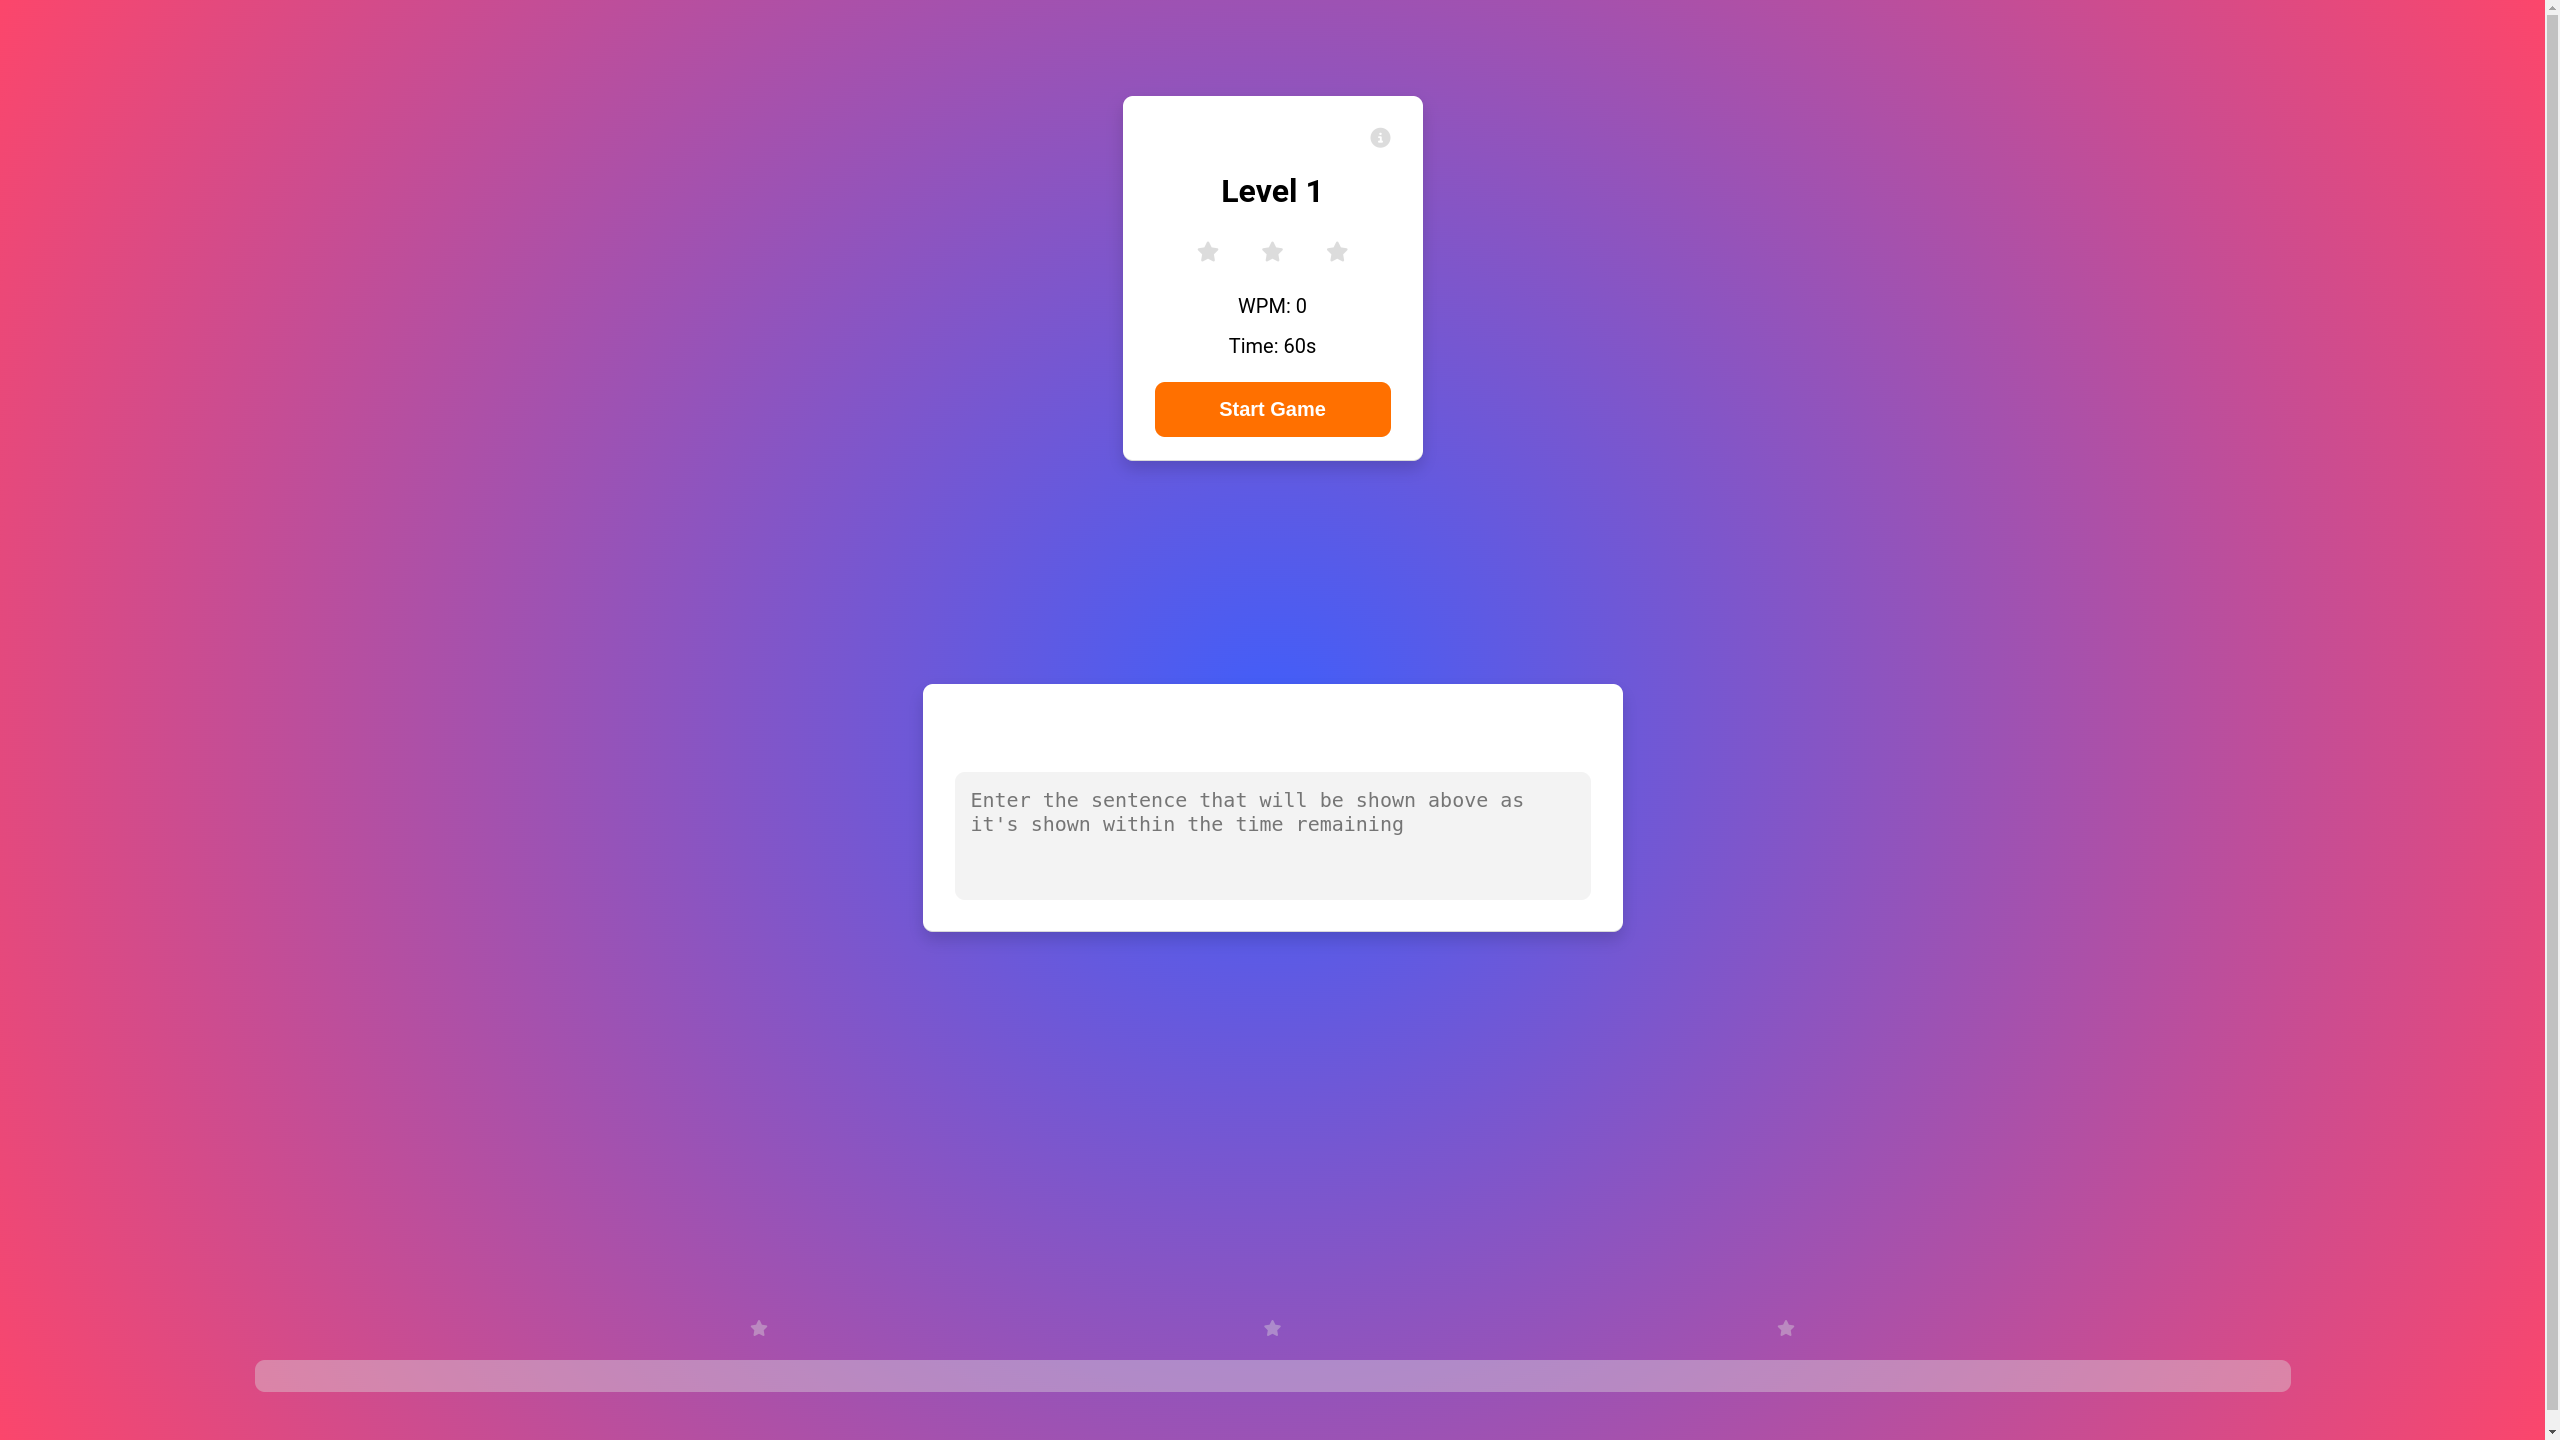 Level 1
WPM: 0
Time: 60s
Start Game
Enter the sentence that will be shown above as
it's shown within the time remaining